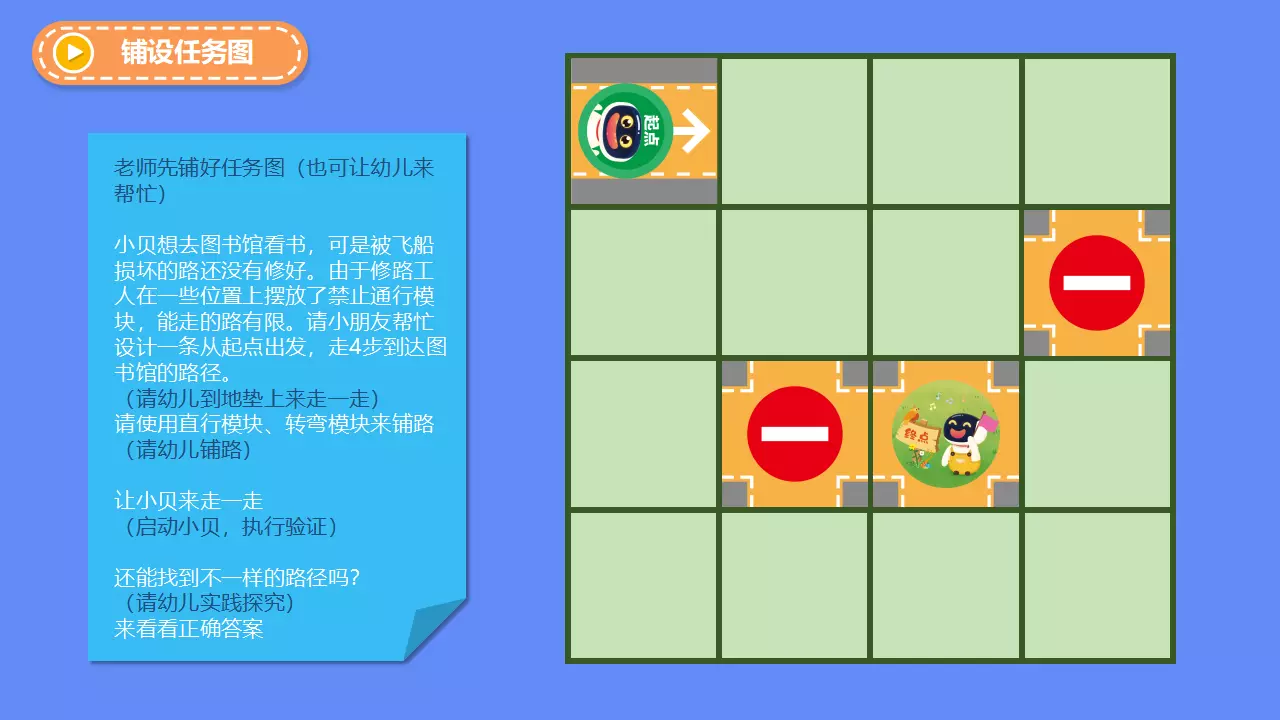 铺设任务图
老师先铺好任务图（也可让幼儿来
帮忙）
小贝想去图书馆看书，可是被飞船
损坏的路还没有修好。由于修路工
人在一些位置上摆放了禁止通行模
块，能走的路有限。请小朋友帮忙
设计一条从起点出发，走4步到达图
书馆的路径。
（请幼儿到地垫上来走一走）
请使用直行模块、转弯模块来铺路
（请幼儿铺路）
让小贝来走一走
（启动小贝，执行验证）
还能找到不一样的路径吗？
（请幼儿实践探究）
来看看正确答案
起点
终点